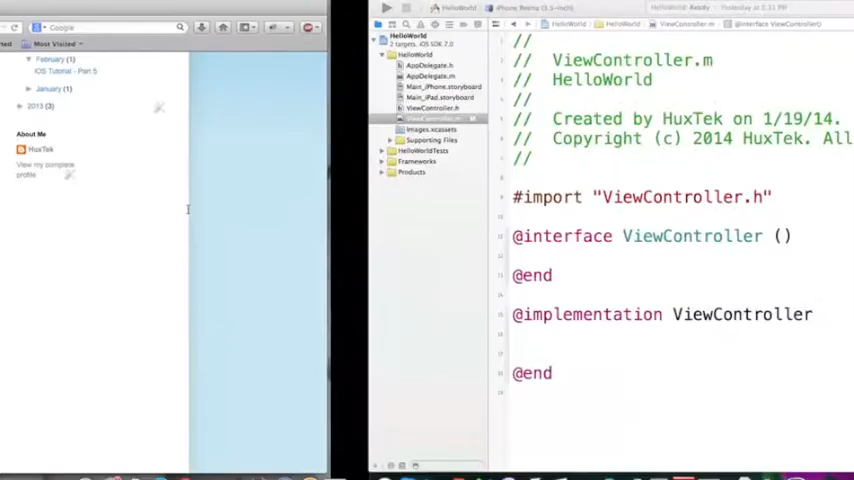 Google
Most Visited
February (1)
iOS Tutorial - Part 5
January (1)
2013 (3)
About Me
HuxTek
View my complete
profile
HelloWorld
iPhone Retina (3.5-inch)
HelloWorld: Ready
Yesterday at 5:33 PM
HelloWorld
HelloWorld
ViewController.m
@interface ViewController()
HelloWorld
2 targets, iOS SDK 7.0
HelloWorld
AppDelegate.h
AppDelegate.m
Main_iPhone.storyboard
Main_iPad.storyboard
ViewController.h
ViewController.m
M
Images.xcassets
Supporting Files
HelloWorldTests
Frameworks
Products
//
// ViewController.m
// HelloWorld
//
// Created by HuxTek on 1/19/14.
// Copyright (c) 2014 HuxTek. All
//
#import "ViewController.h"
@interface ViewController ()
@end
@implementation ViewController
@end